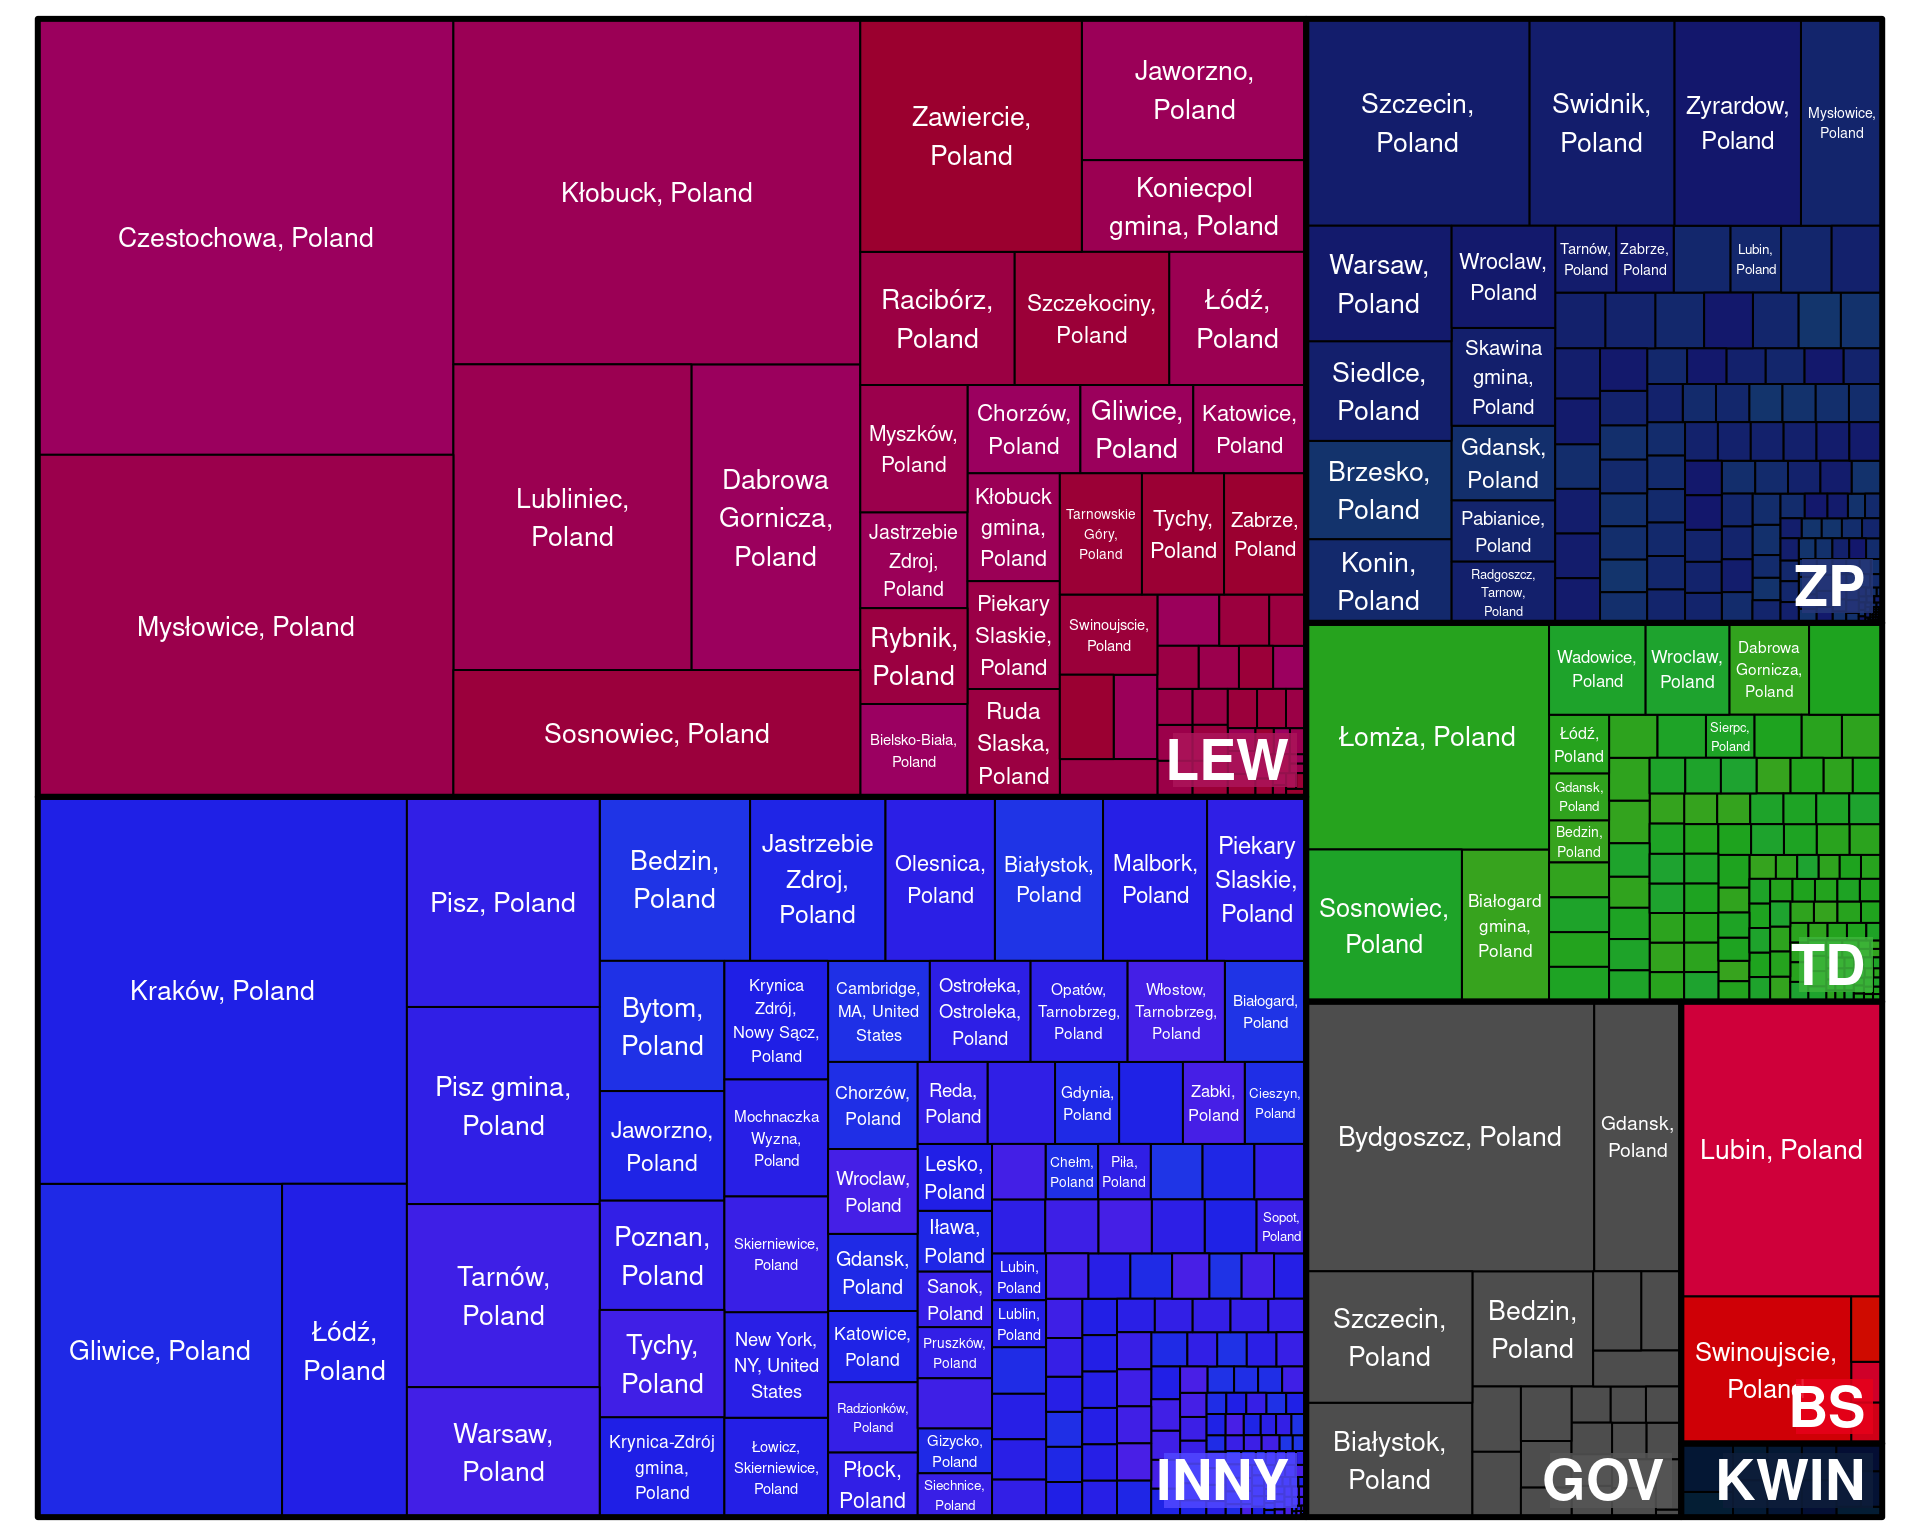 Czestochowa, Poland
Mysłowice, Poland
Kłobuck, Poland
Lubliniec,
Poland
Dabrowa
Gornicza,
Poland
Sosnowiec, Poland
Zawiercie,
Poland
Jaworzno,
Poland
Koniecpol
gmina, Poland
Racibórz,
Poland
Szczekociny,
Poland
Łódź,
Poland
Myszków,
Poland
Jastrzebie
Zdroj,
Poland
Rybnik,
Poland
Bielsko-Biała,
Poland
Chorzów,
Poland
Gliwice,
Poland
Katowice,
Poland
Kłobuck
gmina,
Poland
Piekary
Slaskie,
Poland
Ruda
Slaska,
Poland
Tarnowskie
Góry,
Poland
Tychy,
Poland
Zabrze,
Poland
Swinoujscie,
Poland
LEW
Szczecin,
Poland
Swidnik,
Poland
Zyrardow,
Poland
Mysłowice,
Poland
Warsaw,
Poland
Siedlce,
Poland
Brzesko,
Poland
Konin,
Poland
Wroclaw,
Poland
Skawina
gmina,
Poland
Gdansk,
Poland
Pabianice,
Poland
Radgoszcz,
Tarnow,
Poland
Tarnów,
Poland
Zabrze,
Poland
Lubin,
Poland
ZP
Łomża, Poland
Sosnowiec,
Poland
Białogard
gmina,
Poland
Wadowice,
Poland
Wroclaw,
Poland
Dabrowa
Gornicza,
Poland
Łódź,
Poland
Gdansk,
Poland
Bedzin,
Poland
Sierpc,
Poland
TD
Kraków, Poland
Gliwice, Poland
Łódź,
Poland
Pisz, Poland
Pisz gmina,
Poland
Tarnów,
Poland
Warsaw,
Poland
Bedzin,
Poland
Jastrzebie
Zdroj,
Poland
Olesnica,
Poland
Białystok,
Poland
Malbork,
Poland
Piekary
Slaskie,
Poland
Bytom,
Poland
Jaworzno,
Poland
Poznan,
Poland
Tychy,
Poland
Krynica-Zdrój
gmina,
Poland
Krynica
Zdrój,
Nowy Sącz,
Poland
Mochnaczka
Wyzna,
Poland
Skierniewice,
Poland
New York,
NY, United
States
Łowicz,
Skierniewice,
Poland
Cambridge,
MA, United
States
Ostrołeka,
Ostroleka,
Poland
Opatów,
Tarnobrzeg,
Poland
Włostow,
Tarnobrzeg,
Poland
Białogard,
Poland
Chorzów,
Poland
Wroclaw,
Poland
Gdansk,
Poland
Katowice,
Poland
Radzionków,
Poland
Płock,
Poland
Reda,
Poland
Gdynia,
Poland
Zabki,
Poland
Cieszyn,
Poland
Lesko,
Poland
Iława,
Poland
Sanok,
Poland
Pruszków,
Poland
Gizycko,
Poland
Siechnice,
Poland
Chełm,
Poland
Piła,
Poland
Sopot,
Poland
Lubin,
Poland
Lublin,
Poland
INNY
Bydgoszcz, Poland
Gdansk,
Poland
Szczecin,
Poland
Bedzin,
Poland
Białystok,
Poland
GOV
Lubin, Poland
Swinoujscie,
Poland
BS
KWIN